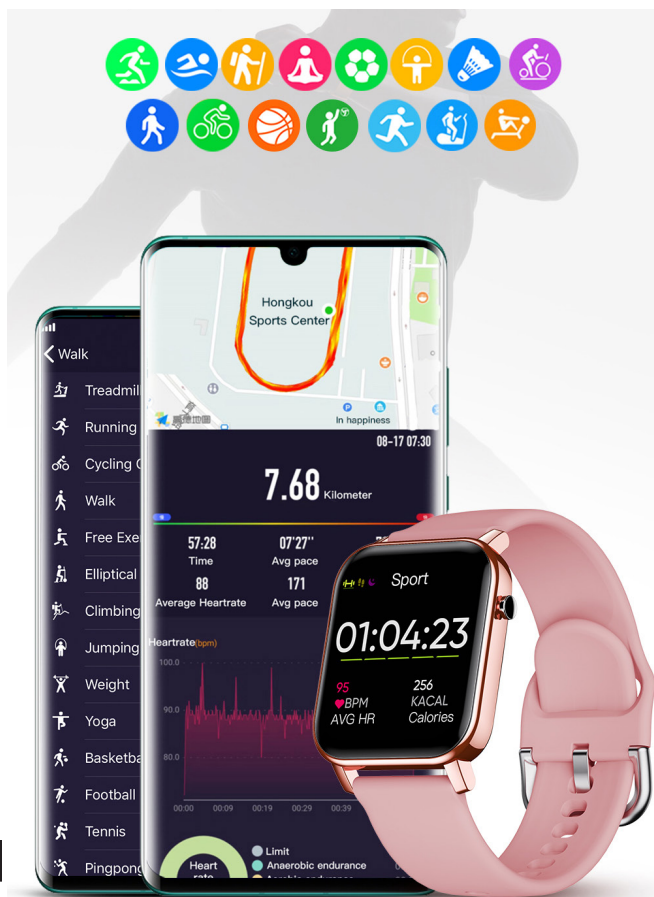 Walk
Treadmil
Running
Cycling
Walk
Free Exe
Elliptical
Climbing
Jumping
Weight
Yoga
Basketba
Football
Tennis
Pingpong
Hongkou
Sports Center
In happiness
08-17 07:30
7.68 Kilometer
57:28
07'27''
Time
Avg pace
88
171
Average Heartrate
Avg pace
Heartrate(bpm)
100.0
90.0
80.0
00:00 00:09 00:19 00:29 00:39
Heart
rate
Limit
Anaerobic endurance
Sport
01:04:23
95
256
BPM
KACAL
AVG HR
Calories